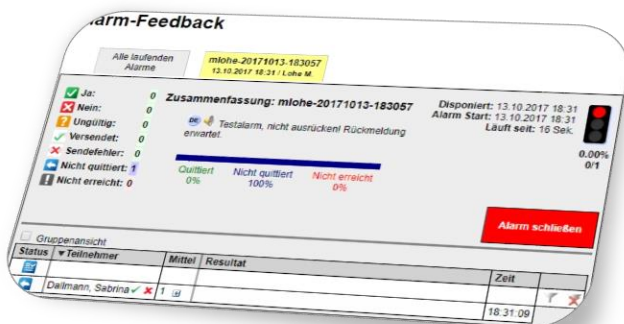 larm-Feedback
Alle laufenden
Alarme
mlohe-20171013-183057
13.10.2017 18:31 / Lohe M.
Ja: 0
Nein: 0
Ungültig: 0
Versendet: 0
Sendefehler: 0
Nicht quittiert: 1
Nicht erreicht: 0
Zusammenfassung: mlohe-20171013-183057
DE Testalarm, nicht ausrücken! Rückmeldung
erwartet.
Quittiert Nicht quittiert Nicht erreicht
0% 100% 0%
Disponiert: 13.10.2017 18:31
Alarm Start: 13.10.2017 18:31
Läuft seit: 16 Sek.
0.00%
0/1
Alarm schließen
Gruppenansicht
Status ▼Teilnehmer Mittel Resultat Zeit
Dallmann, Sabrina 1 18:31:09